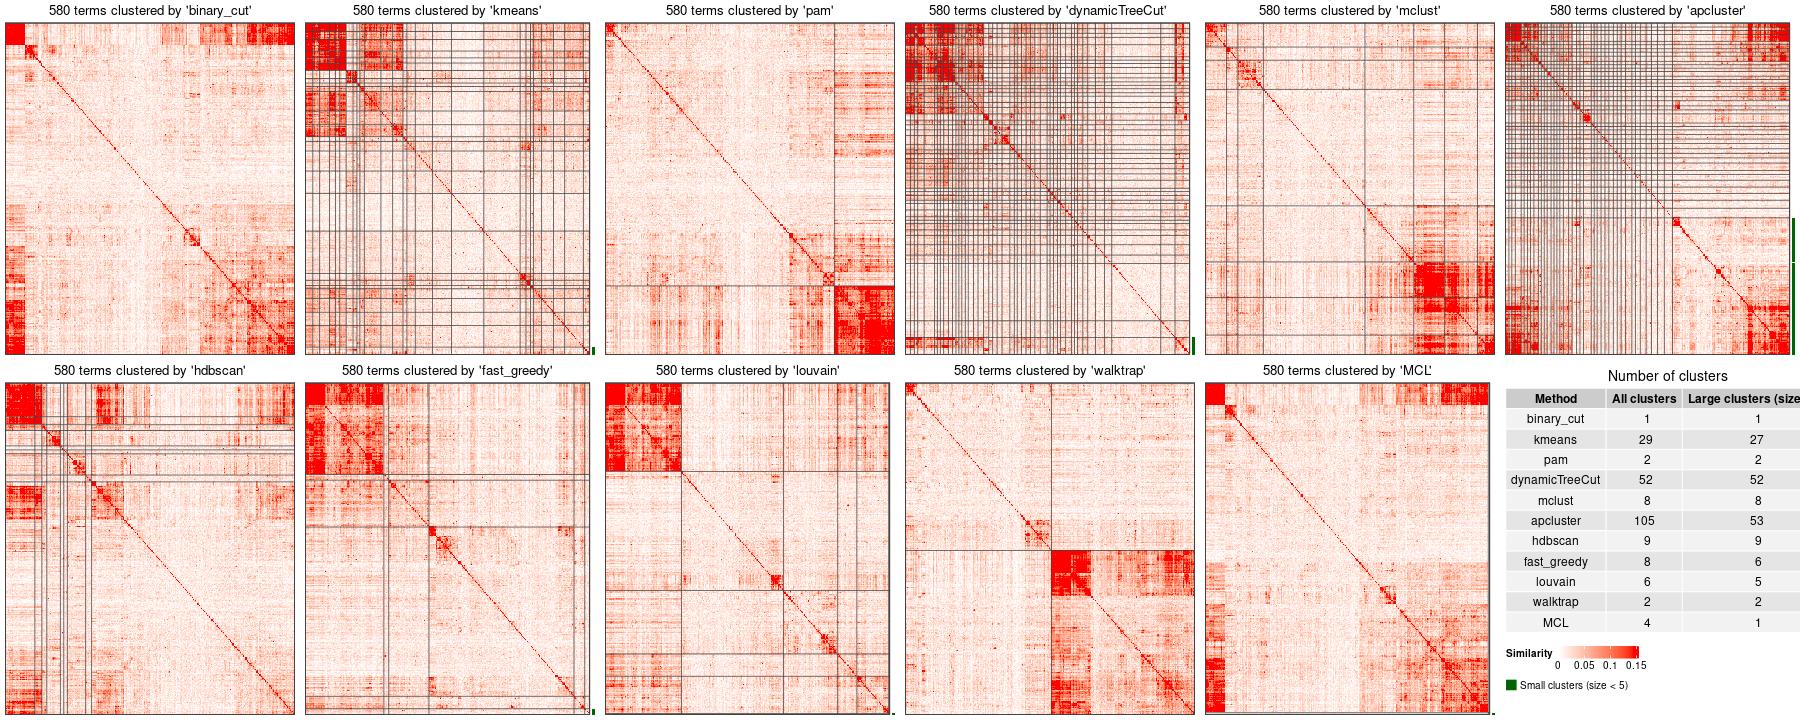 580 terms clustered by 'binary_cut'
580 terms clustered by 'kmeans'
580 terms clustered by 'pam'
580 terms clustered by 'dynamicTreeCut'
580 terms clustered by 'mclust'
580 terms clustered by 'apcluster'
580 terms clustered by 'hdbscan'
580 terms clustered by 'fast_greedy'
580 terms clustered by 'louvain'
580 terms clustered by 'walktrap'
580 terms clustered by 'MCL'
Number of clusters
Method All clusters Large clusters (size
binary_cut 1 1
kmeans 29 27
pam 2 2
dynamicTreeCut 52 52
mclust 8 8
apcluster 105 53
hdbscan 9 9
fast_greedy 8 6
louvain 6 5
walktrap 2 2
MCL 4 1
Similarity
0 0.05 0.1 0.15
Small clusters (size < 5)